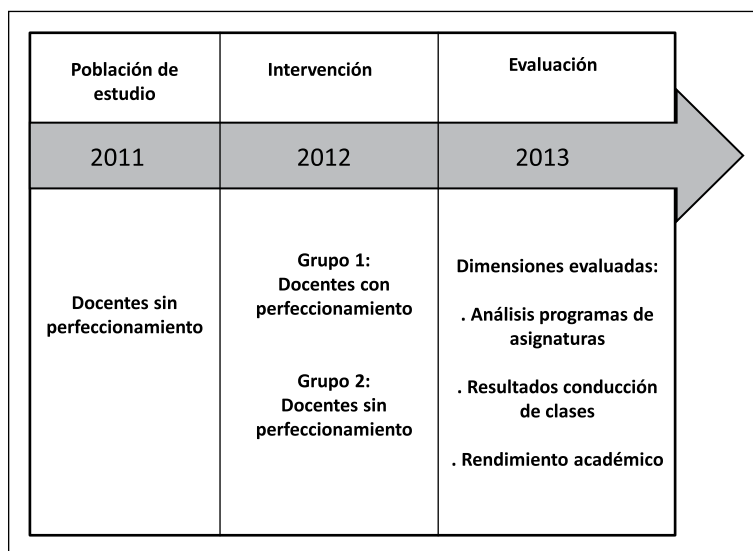 Población de
estudio
Intervención
Evaluación
2011
2012
2013
Docentes sin
perfeccionamiento
Grupo 1:
Docentes con
perfeccionamiento
Grupo 2:
Docentes sin
perfeccionamiento
Dimensiones evaluadas:
. Análisis programas de
asignaturas
. Resultados conducción
de clases
. Rendimiento académico